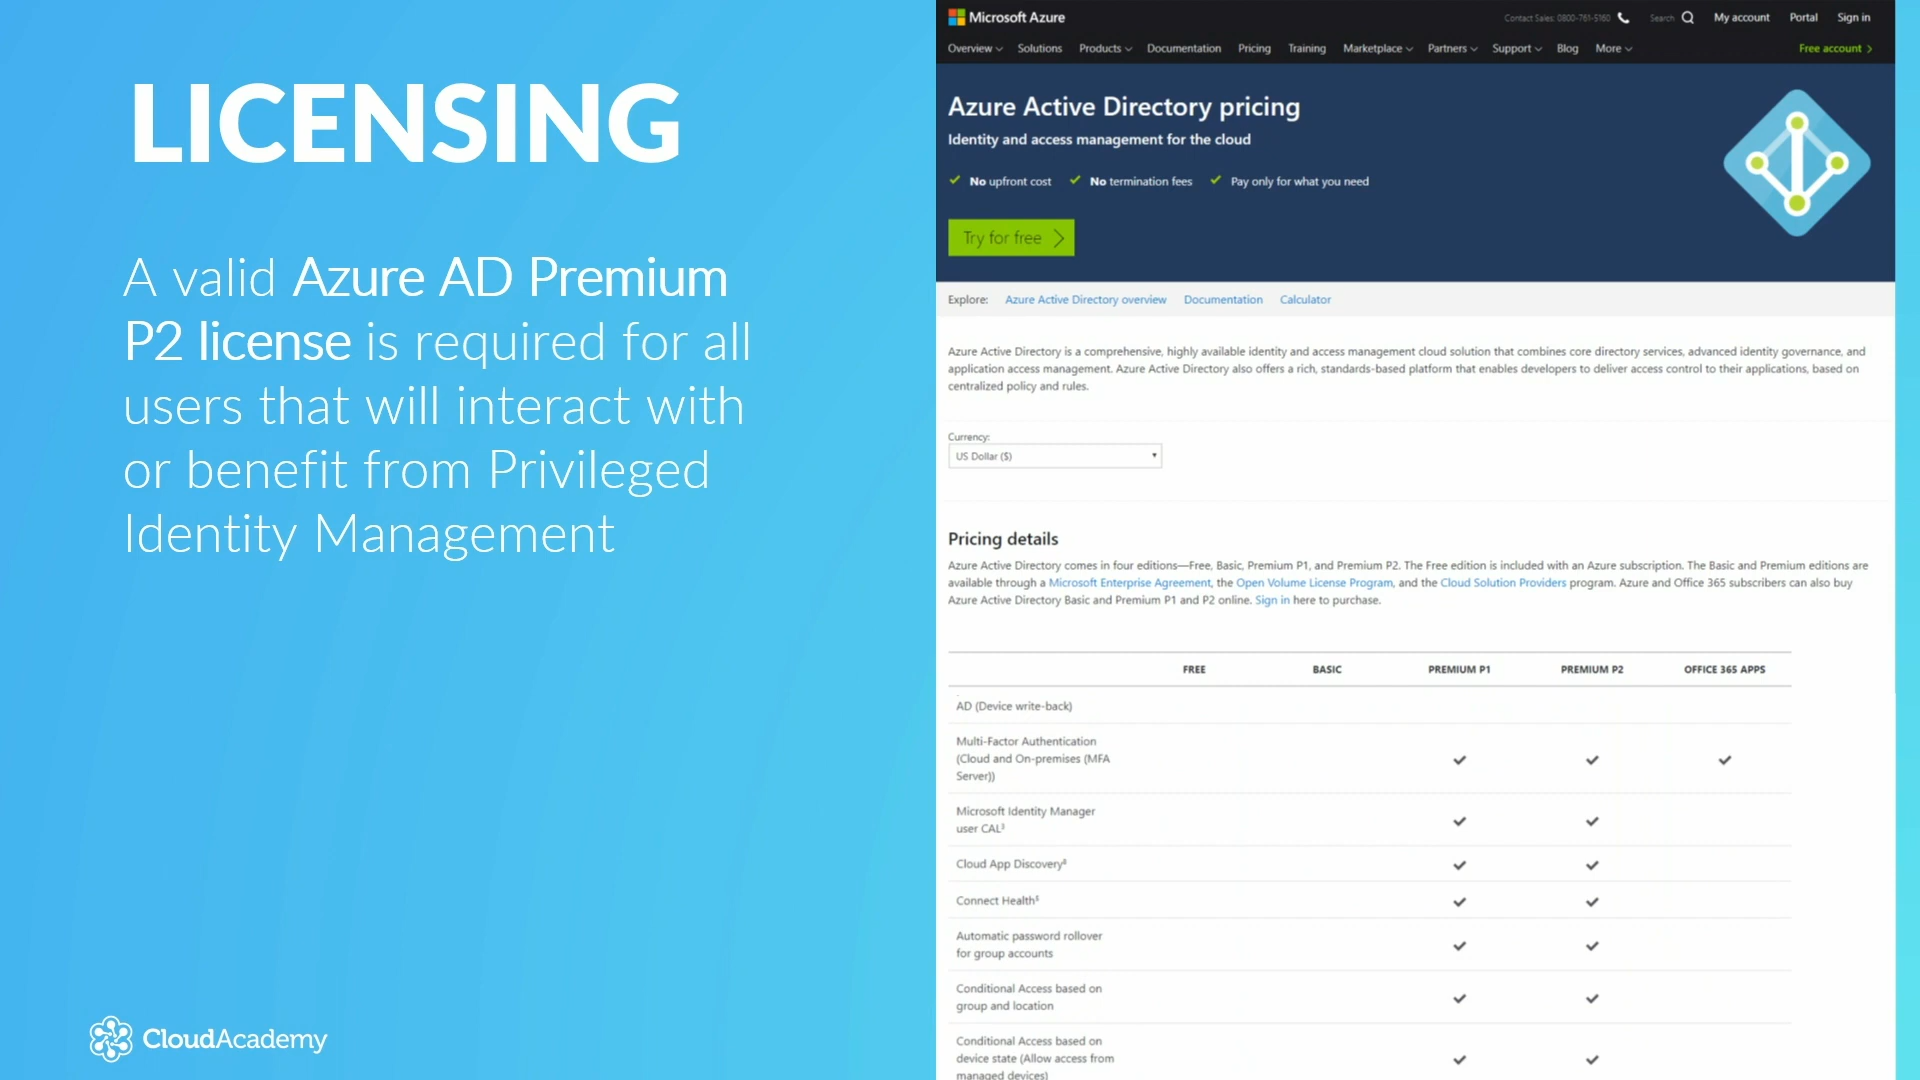 LICENSING
A valid Azure AD Premium
P2 license is required for all
users that will interact with
or benefit from Privileged
Identity Management
CloudAcademy
Microsoft Azure
Contact Sales: 0800-761-5160
Search
My account
Portal
Sign in
Overview
Solutions
Products
Documentation
Pricing
Training
Marketplace
Partners
Support
Blog
More
Free account >
Azure Active Directory pricing
Identity and access management for the cloud
No upfront cost
No termination fees
Pay only for what you need
Try for free
Explore: Azure Active Directory overview Documentation Calculator
Azure Active Directory is a comprehensive, highly available identity and access management cloud solution that combines core directory services, advanced identity governance, and
application access management. Azure Active Directory also offers a rich, standards-based platform that enables developers to deliver access control to their applications, based on
centralized policy and rules.
Currency:
US Dollar ($)
Pricing details
Azure Active Directory comes in four editions—Free, Basic, Premium P1, and Premium P2. The Free edition is included with an Azure subscription. The Basic and Premium editions are
available through a Microsoft Enterprise Agreement, the Open Volume License Program, and the Cloud Solution Providers program. Azure and Office 365 subscribers can also buy
Azure Active Directory Basic and Premium P1 and P2 online. Sign in here to purchase.
FREE BASIC PREMIUM P1 PREMIUM P2 OFFICE 365 APPS
AD (Device write-back)
Multi-Factor Authentication
(Cloud and On-premises (MFA
Server))
Microsoft Identity Manager
user CAL³
Cloud App Discovery⁴
Connect Health⁵
Automatic password rollover
for group accounts
Conditional Access based on
group and location
Conditional Access based on
device state (Allow access from
managed devices)